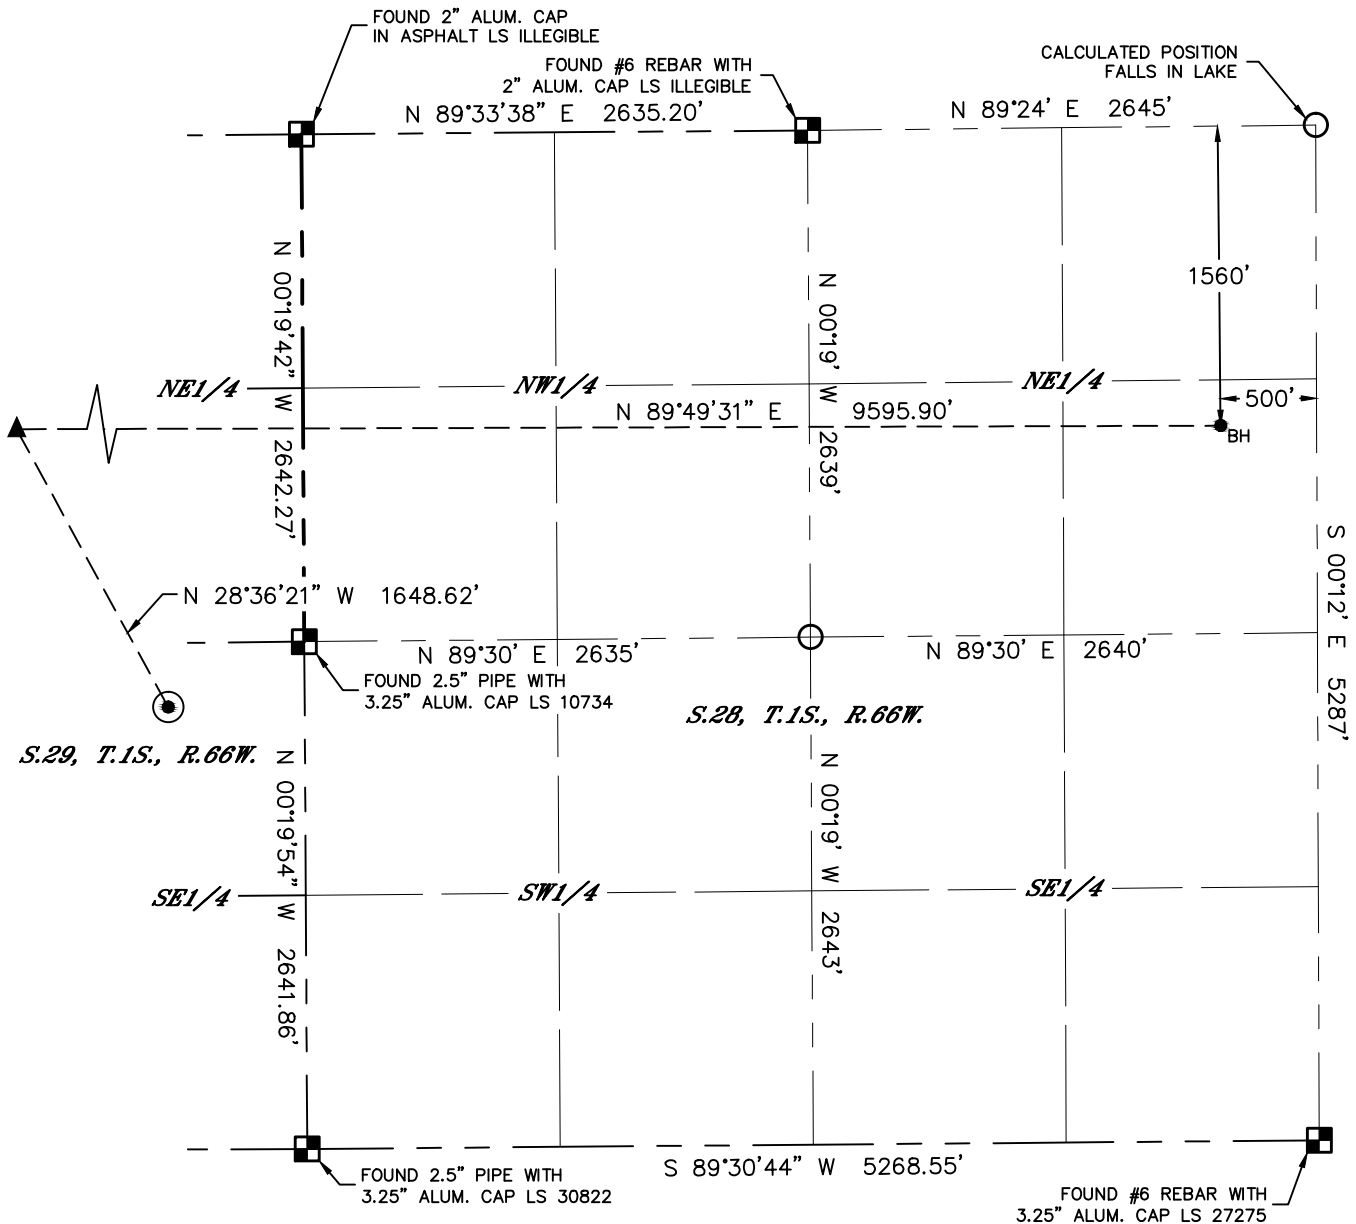 FOUND 2" ALUM. CAP
IN ASPHALT LS ILLEGIBLE
FOUND #6 REBAR WITH
2" ALUM. CAP LS ILLEGIBLE
CALCULATED POSITION
FALLS IN LAKE
N 89°33'38" E 2635.20'
N 89°24' E 2645'
N 00°19'42" W 2642.27'
N 00°19' W 2639'
1560'
NE1/4
NW1/4
NE1/4
500'
N 89°49'31" E 9595.90'
BH
S 00°12' E 5287'
N 28°36'21" W 1648.62'
N 89°30' E 2635'
N 89°30' E 2640'
FOUND 2.5" PIPE WITH
3.25" ALUM. CAP LS 10734
S.28, T.1S., R.66W.
S.29, T.1S., R.66W.
N 00°19'54" W 2641.86'
N 00°19' W 2643'
SE1/4
SW1/4
SE1/4
S 89°30'44" W 5268.55'
FOUND 2.5" PIPE WITH
3.25" ALUM. CAP LS 30822
FOUND #6 REBAR WITH
3.25" ALUM. CAP LS 27275